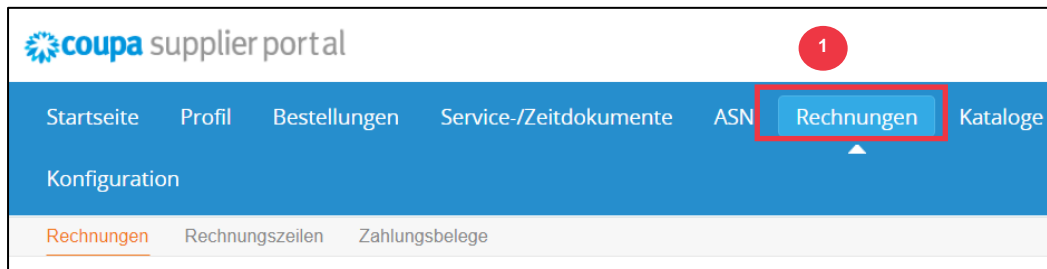 coupa supplier portal
1
Startseite Profil Bestellungen Service-/Zeitdokumente ASN Rechnungen Kataloge
Konfiguration
Rechnungen Rechnungszeilen Zahlungsbelege